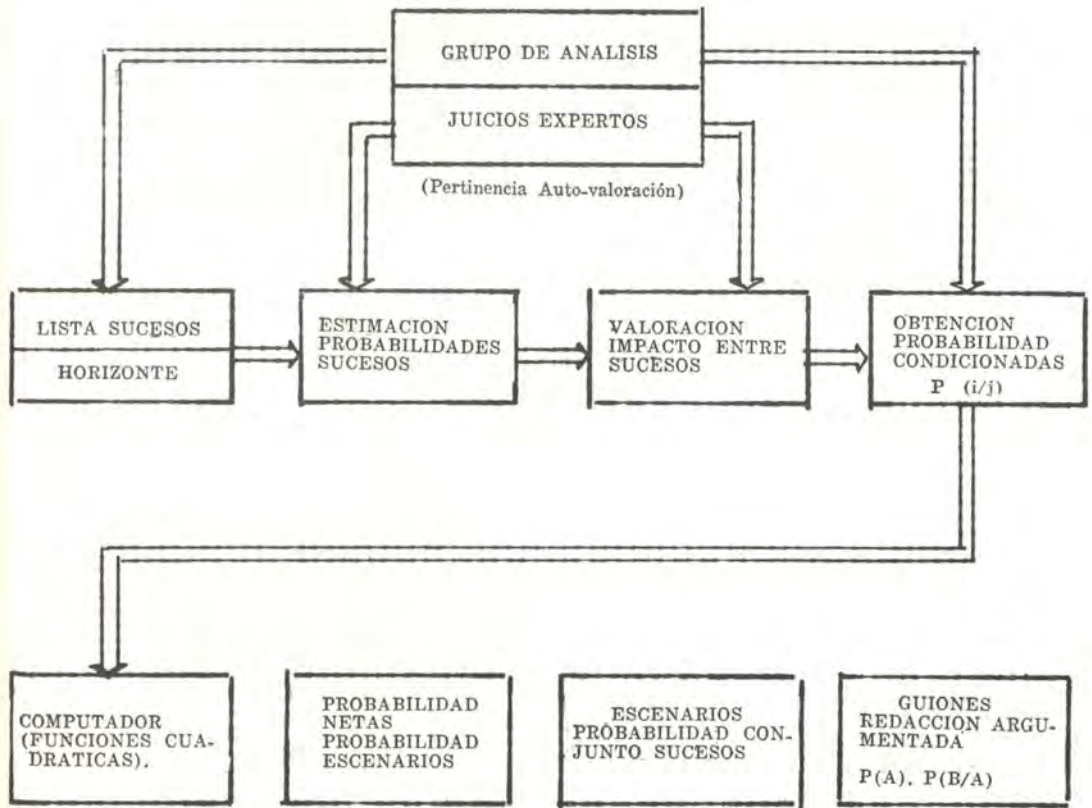 GRUPO DE ANALISIS
JUICIOS EXPERTOS
(Pertinencia Auto-valoración)
LISTA SUCESOS
HORIZONTE
ESTIMACION
PROBABILIDADES
SUCESOS
VALORACION
IMPACTO ENTRE
SUCESOS
OBTENCION
PROBABILIDAD
CONDICIONADAS
P (i/j)
COMPUTADOR
(FUNCIONES CUA-
DRATICAS).
PROBABILIDAD
NETAS
PROBABILIDAD
ESCENARIOS
ESCENARIOS
PROBABILIDAD CON-
JUNTO SUCESOS
GUIONES
REDACCION ARGU-
MENTADA
P(A). P(B/A)